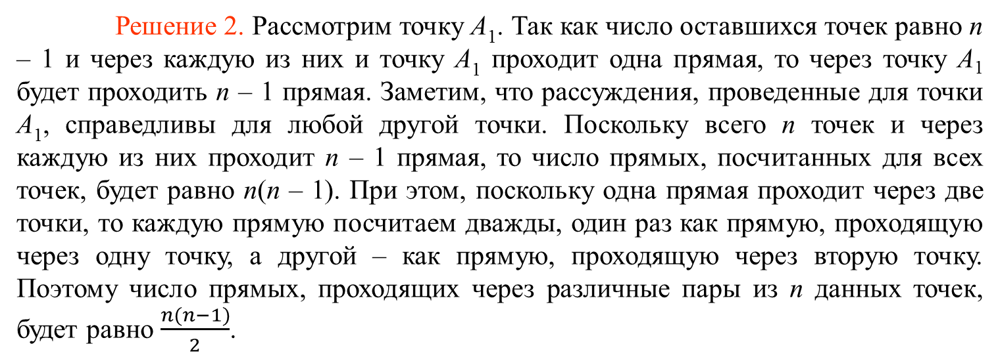 Решение 2. Рассмотрим точку A₁. Так как число оставшихся точек равно n
– 1 и через каждую из них и точку A₁ проходит одна прямая, то через точку A₁
будет проходить n – 1 прямая. Заметим, что рассуждения, проведенные для точки
A₁, справедливы для любой другой точки. Поскольку всего n точек и через
каждую из них проходит n – 1 прямая, то число прямых, посчитанных для всех
точек, будет равно n(n – 1). При этом, поскольку одна прямая проходит через две
точки, то каждую прямую посчитаем дважды, один раз как прямую, проходящую
через одну точку, а другой – как прямую, проходящую через вторую точку.
Поэтому число прямых, проходящих через различные пары из n данных точек,
будет равно n(n−1)/2.